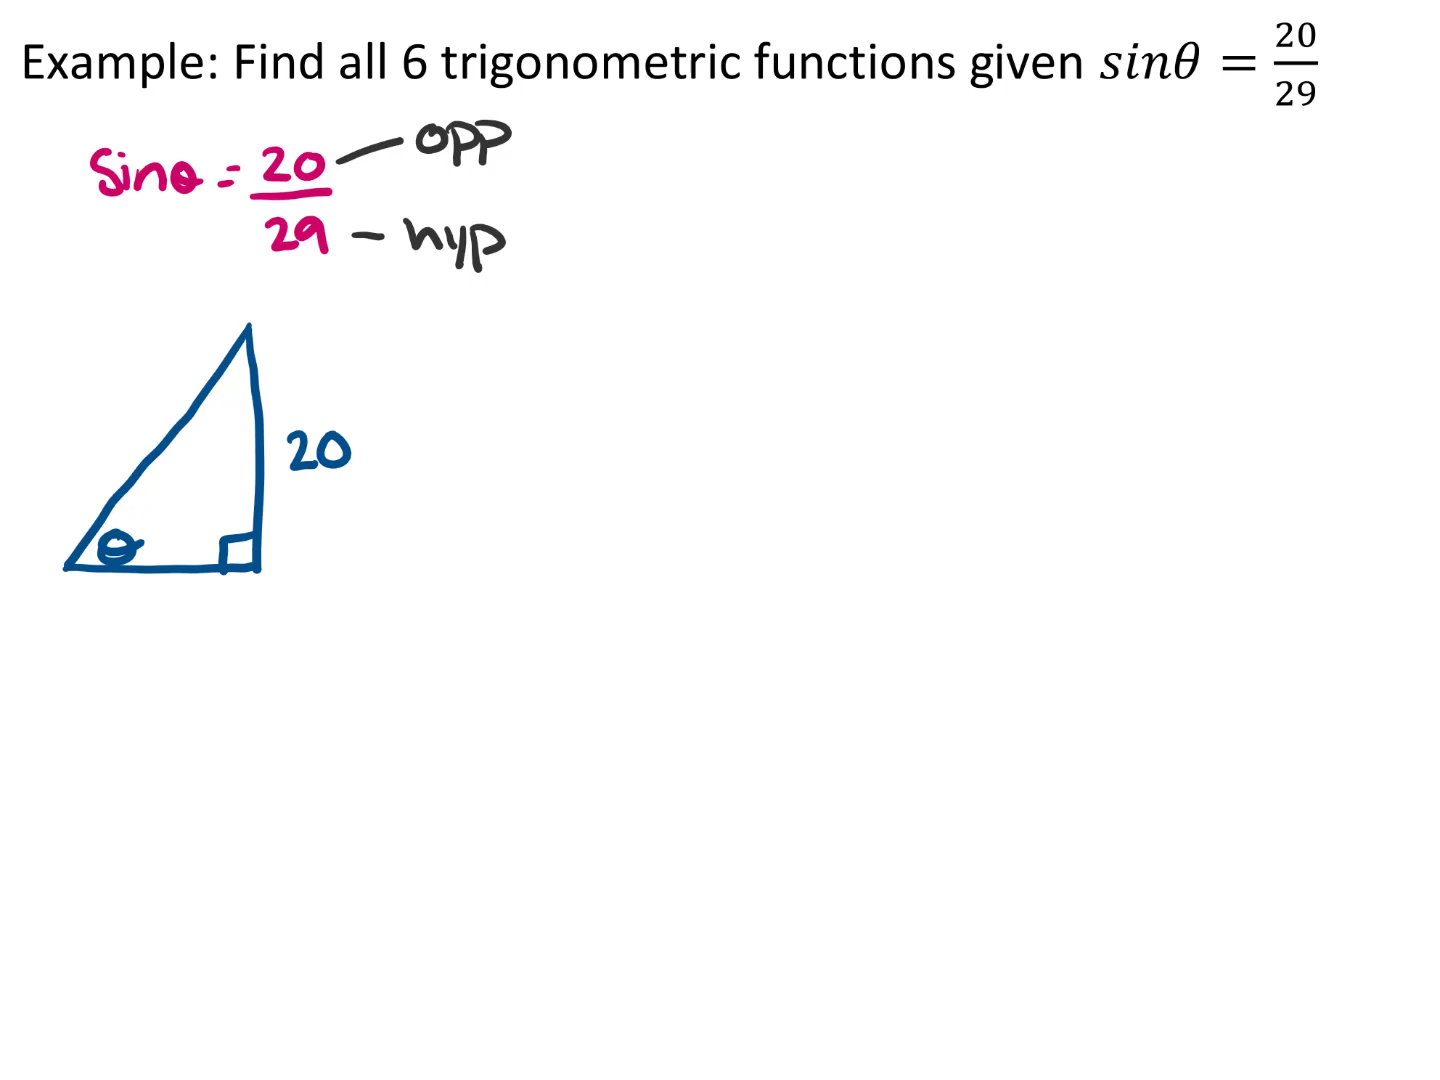 Example: Find all 6 trigonometric functions given sinθ = 20/29
sinθ = 20/29
opp
hyp
20
θ